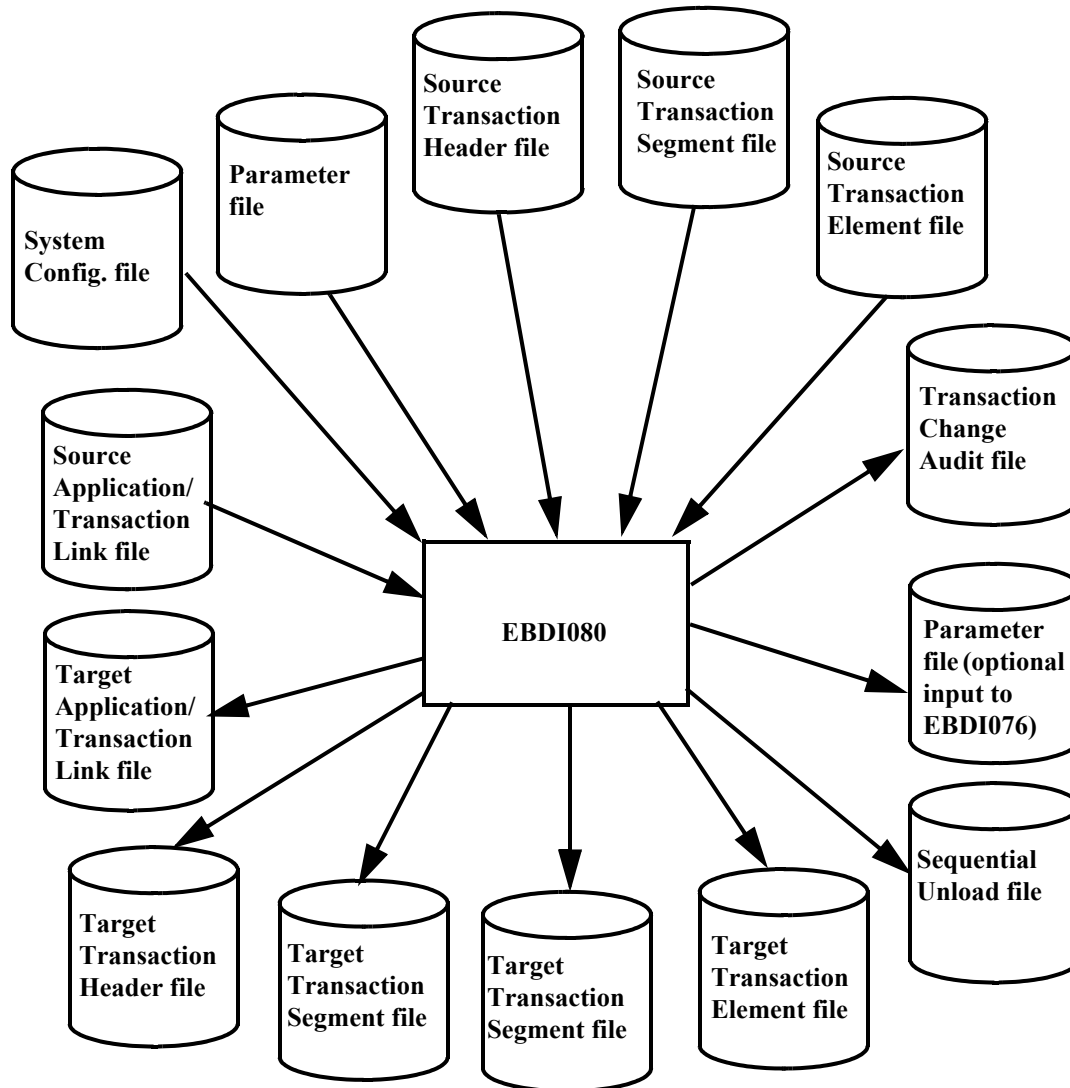 Source
Transaction
Header file
Source
Transaction
Segment file
Source
Transaction
Element file
Parameter
file
System
Config. file
Transaction
Change
Audit file
Source
Application/
Transaction
Link file
EBDI080
Parameter
file (optional
input to
EBDI076)
Target
Application/
Transaction
Link file
Sequential
Unload file
Target
Transaction
Header file
Target
Transaction
Segment file
Target
Transaction
Segment file
Target
Transaction
Element file